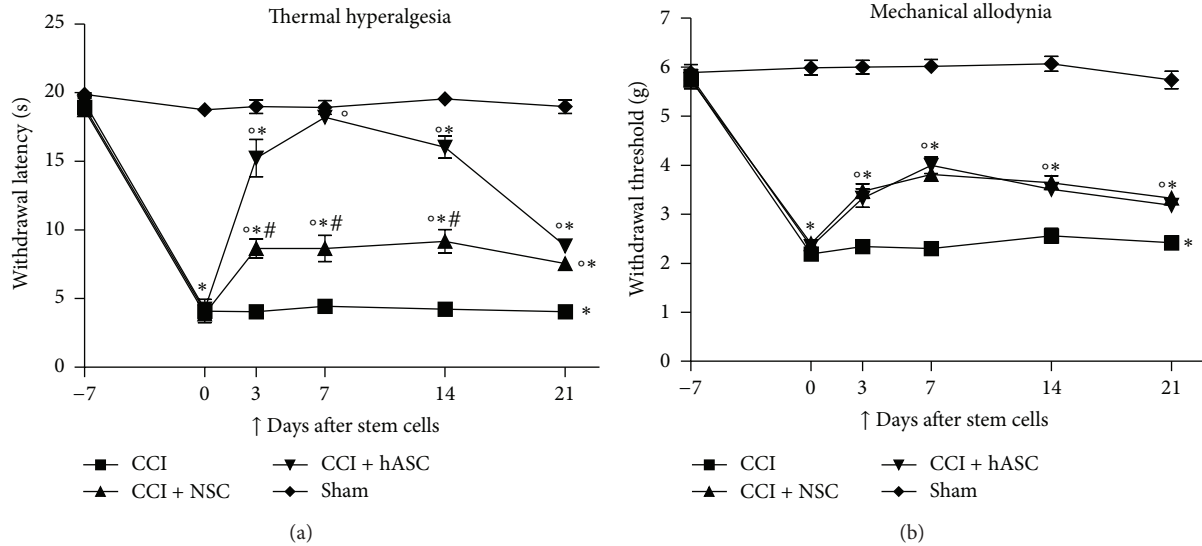 Thermal hyperalgesia
Withdrawal latency (s)
25
20
15
10
5
0
−7 0 3 7 14 21
↑ Days after stem cells
* °* ° °* °*
°*# °*# °*# °*
*
CCI
CCI + NSC
CCI + hASC
Sham
(a)
Mechanical allodynia
Withdrawal threshold (g)
7
6
5
4
3
2
1
0
−7 0 3 7 14 21
↑ Days after stem cells
* °* °* °* °*
*
CCI
CCI + NSC
CCI + hASC
Sham
(b)